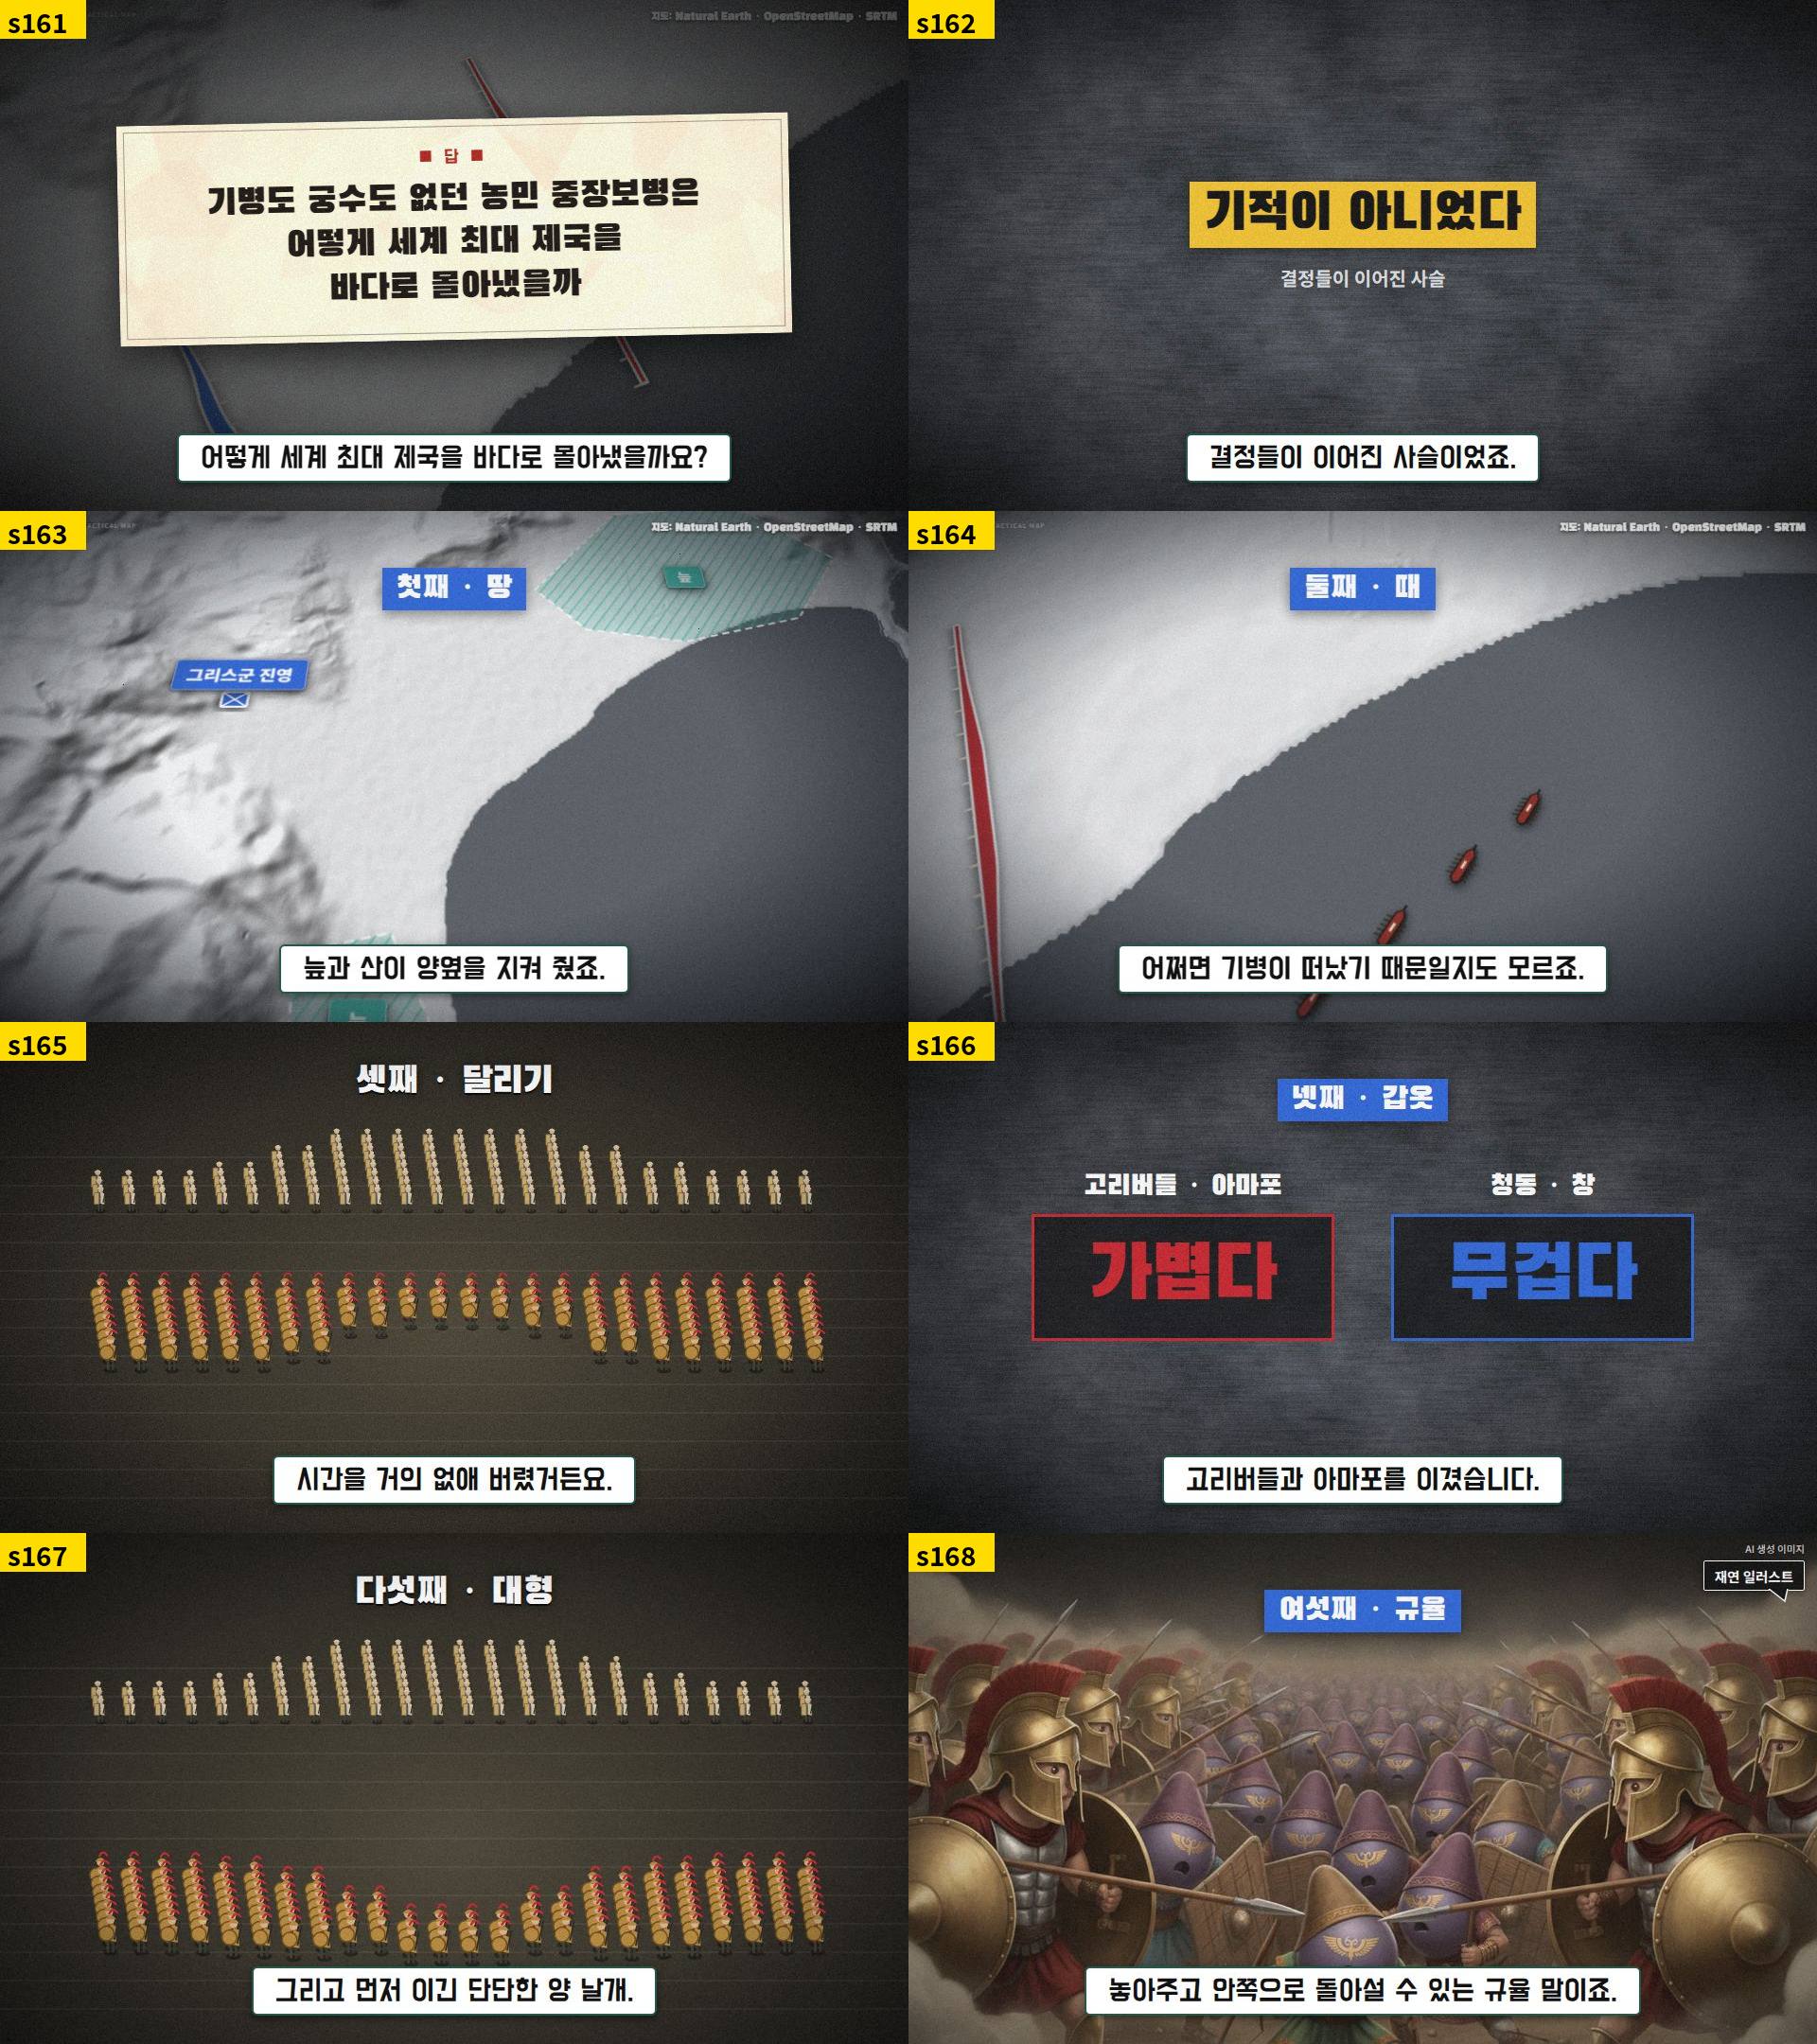 s161
지도: Natural Earth · OpenStreetMap · SRTM
■ 답 ■
기병도 궁수도 없던 농민 중장보병은
어떻게 세계 최대 제국을
바다로 몰아냈을까
어떻게 세계 최대 제국을 바다로 몰아냈을까요?
s162
기적이 아니었다
결정들이 이어진 사슬
결정들이 이어진 사슬이었죠.
s163
ACTICAL MAP
지도: Natural Earth · OpenStreetMap · SRTM
첫째 · 땅
늪
그리스군 진영
늪과 산이 양옆을 지켜 줬죠.
늪
s164
ACTICAL MAP
지도: Natural Earth · OpenStreetMap · SRTM
둘째 · 때
어쩌면 기병이 떠났기 때문일지도 모르죠.
s165
셋째 · 달리기
시간을 거의 없애 버렸거든요.
s166
넷째 · 갑옷
고리버들 · 아마포
청동 · 창
가볍다
무겁다
고리버들과 아마포를 이겼습니다.
s167
다섯째 · 대형
그리고 먼저 이긴 단단한 양 날개.
s168
AI 생성 이미지
재연 일러스트
여섯째 · 규율
놓아주고 안쪽으로 돌아설 수 있는 규율 말이죠.